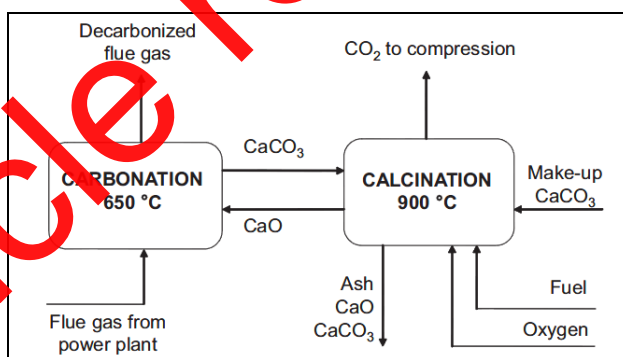 Decarbonized
flue gas
CO₂ to compression
CARBONATION
650 °C
CaCO₃
CaO
CALCINATION
900 °C
Make-up
CaCO₃
Ash
CaO
CaCO₃
Fuel
Oxygen
Flue gas from
power plant